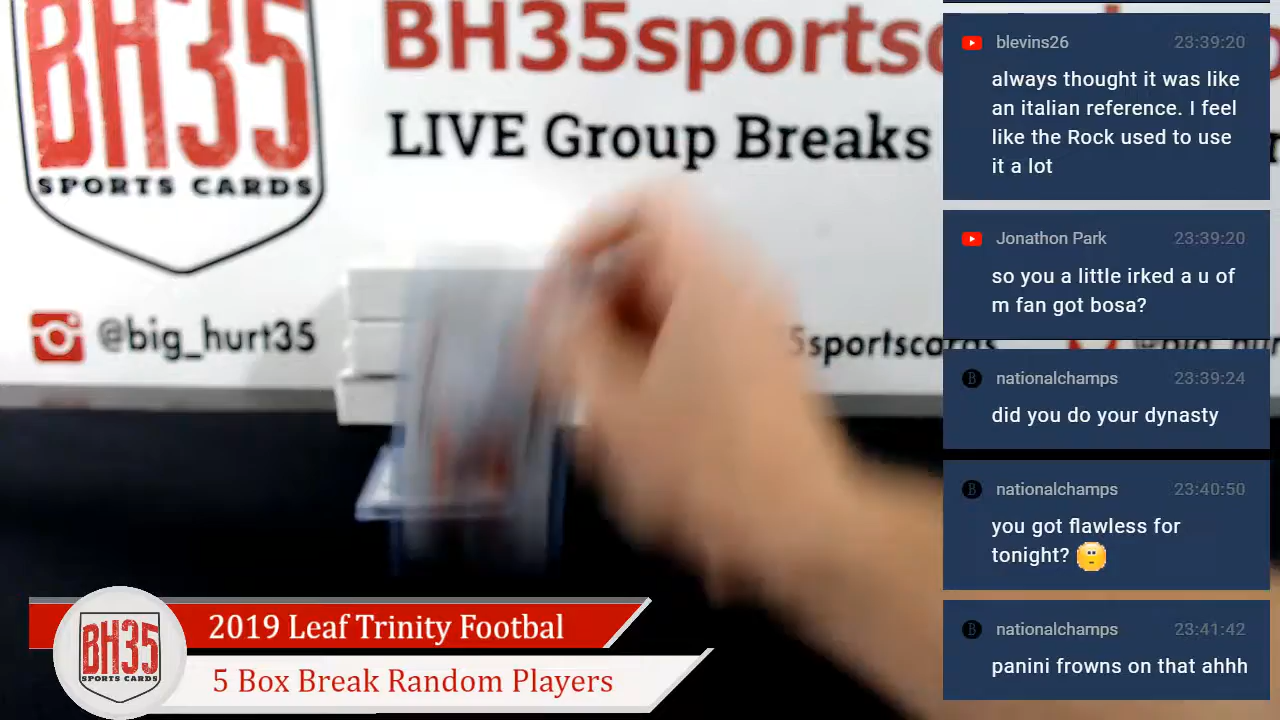 BH35
SPORTS CARDS
BH35sportsc
LIVE Group Breaks
@big_hurt35
5sportscards
blevins26 23:39:20
always thought it was like
an italian reference. I feel
like the Rock used to use
it a lot
Jonathon Park 23:39:20
so you a little irked a u of
m fan got bosa?
nationalchamps 23:39:24
did you do your dynasty
nationalchamps 23:40:50
you got flawless for
tonight?
nationalchamps 23:41:42
panini frowns on that ahhh
BH35
SPORTS CARDS
2019 Leaf Trinity Footbal
5 Box Break Random Players